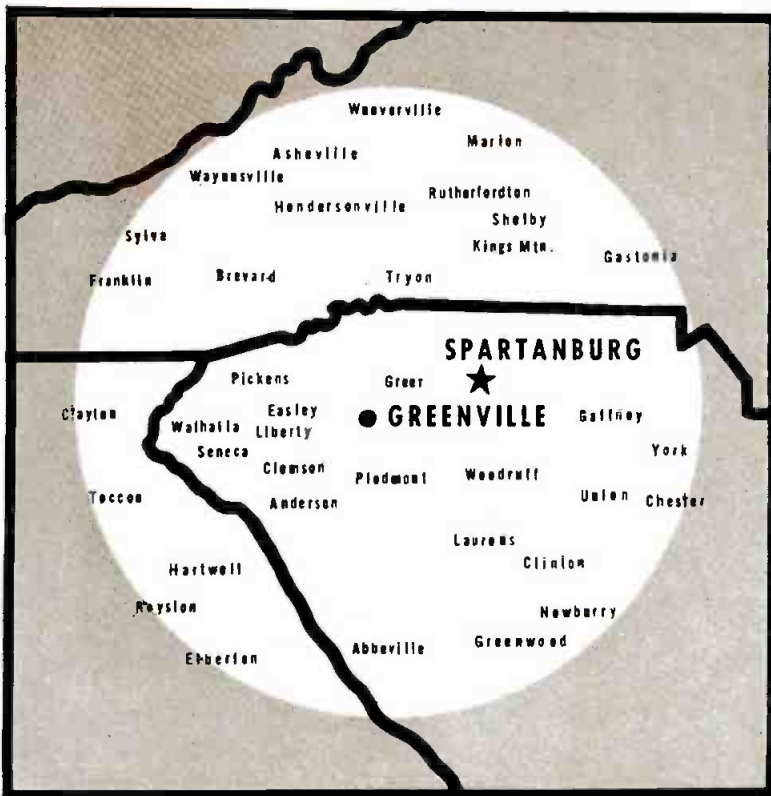 Weaverville
Marion
Asheville
Waynesville
Rutherfordton
Hendersonville
Shelby
Sylva
Kings Mtn.
Gastonia
Franklin
Brevard
Tryon
SPARTANBURG
Pickens
Greer
Clayton
Easley
GREENVILLE
Gaffney
Walhalla
Liberty
Seneca
York
Clemson
Piedmont
Woodruff
Toccoa
Anderson
Union
Chester
Laurens
Clinton
Hartwell
Royston
Newberry
Greenwood
Abbeville
Elberton